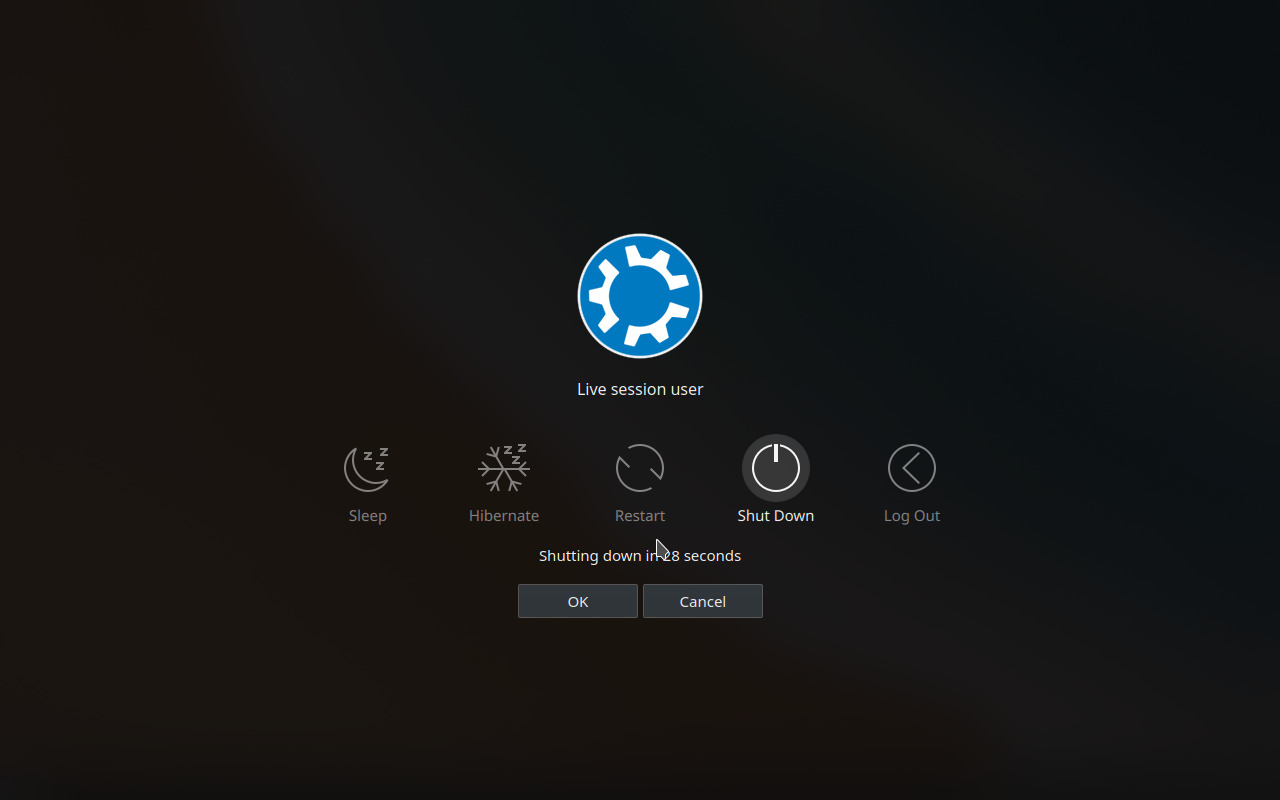 Live session user
Sleep
Hibernate
Restart
Shut Down
Log Out
Shutting down in 28 seconds
OK
Cancel